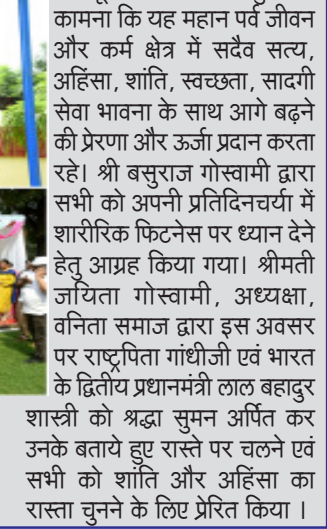 कामना कि यह महान पर्व जीवन
और कर्म क्षेत्र में सदैव सत्य,
अहिंसा, शांति, स्वच्छता, सादगी
सेवा भावना के साथ आगे बढ़ने
की प्रेरणा और ऊर्जा प्रदान करता
रहे। श्री बसुराज गोस्वामी द्वारा
सभी को अपनी प्रतिदिनचर्या में
शारीरिक फिटनेस पर ध्यान देने
हेतु आग्रह किया गया। श्रीमती
जयिता गोस्वामी, अध्यक्षा,
वनिता समाज द्वारा इस अवसर
पर राष्ट्रपिता गांधीजी एवं भारत
के द्वितीय प्रधानमंत्री लाल बहादुर
शास्त्री को श्रद्धा सुमन अर्पित कर
उनके बताये हुए रास्ते पर चलने एवं
सभी को शांति और अहिंसा का
रास्ता चुनने के लिए प्रेरित किया ।